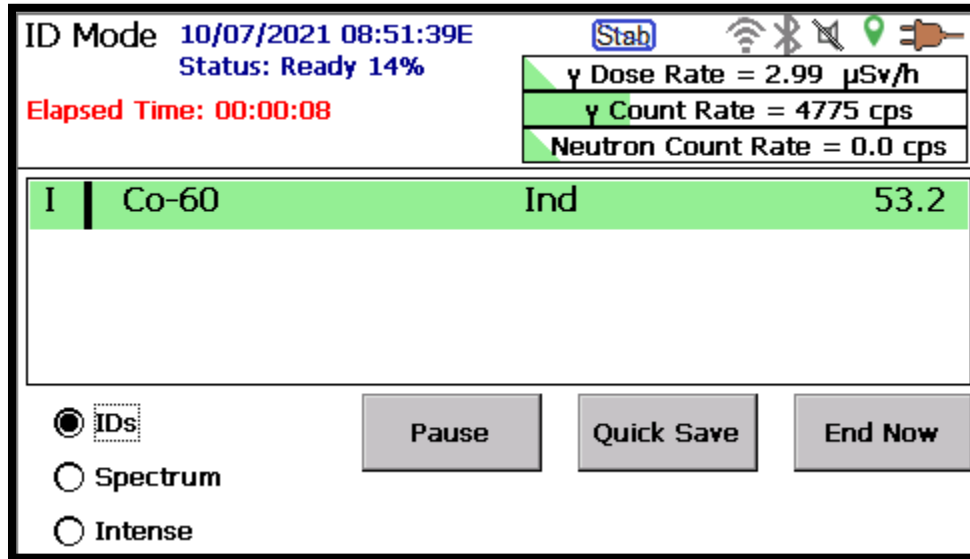 ID Mode 10/07/2021 08:51:39E Stab
Status: Ready 14%
γ Dose Rate = 2.99 µSv/h
Elapsed Time: 00:00:08
γ Count Rate = 4775 cps
Neutron Count Rate = 0.0 cps
I Co-60 Ind 53.2
IDs
Pause Quick Save End Now
Spectrum
Intense